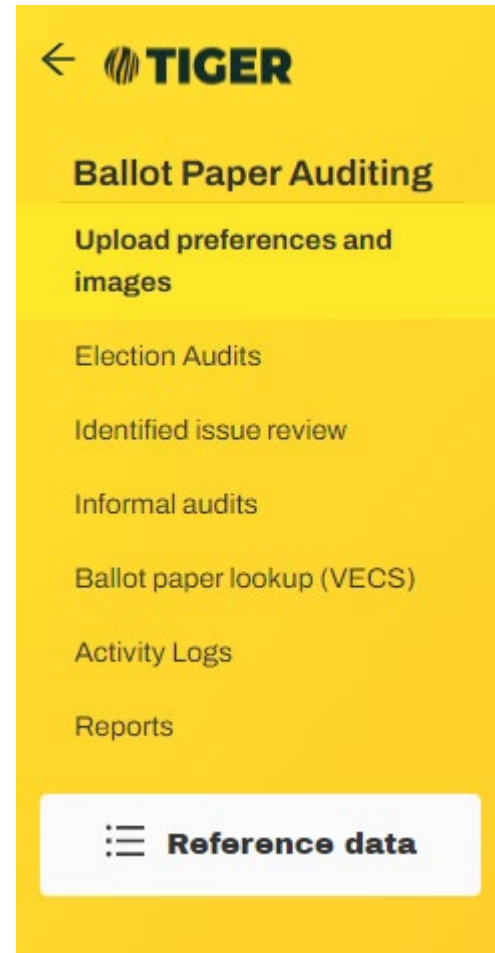 TIGER
Ballot Paper Auditing
Upload preferences and
images
Election Audits
Identified issue review
Informal audits
Ballot paper lookup (VECS)
Activity Logs
Reports
Reference data